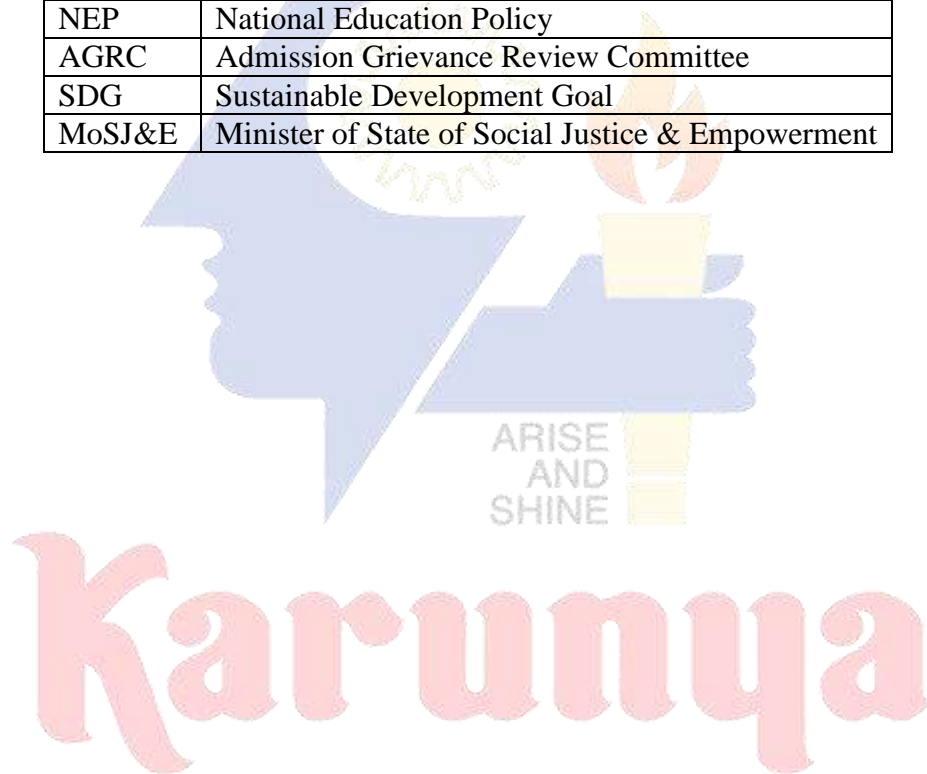 NEP National Education Policy
AGRC Admission Grievance Review Committee
SDG Sustainable Development Goal
MoSJ&E Minister of State of Social Justice & Empowerment
ARISE
AND
SHINE
Karunya